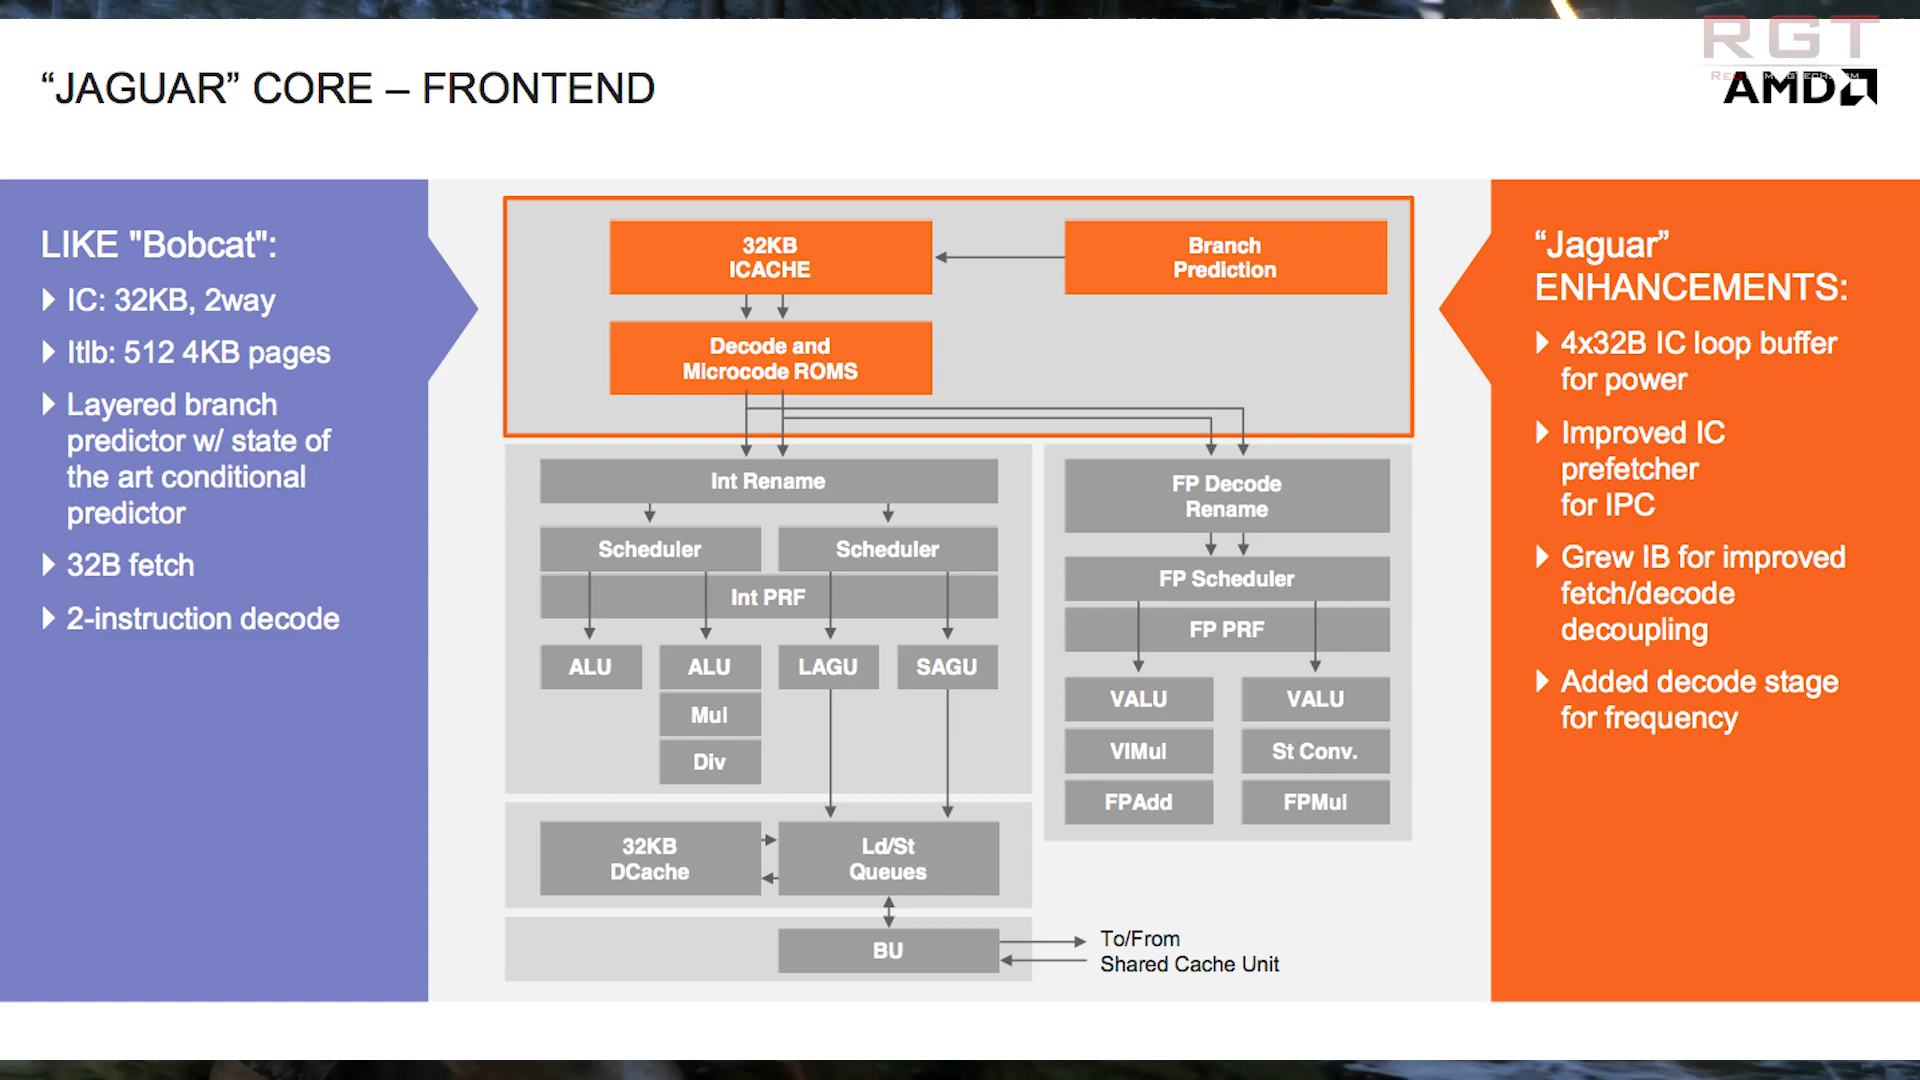 RGT
“JAGUAR” CORE – FRONTEND
AMD
LIKE "Bobcat":
IC: 32KB, 2way
Itlb: 512 4KB pages
Layered branch
predictor w/ state of
the art conditional
predictor
32B fetch
2-instruction decode
32KB
ICACHE
Branch
Prediction
Decode and
Microcode ROMS
Int Rename
Scheduler
Scheduler
Int PRF
ALU
ALU
LAGU
SAGU
Mul
Div
FP Decode
Rename
FP Scheduler
FP PRF
VALU
VALU
VIMul
St Conv.
FPAdd
FPMul
32KB
DCache
Ld/St
Queues
BU
To/From
Shared Cache Unit
“Jaguar”
ENHANCEMENTS:
4x32B IC loop buffer
for power
Improved IC
prefetcher
for IPC
Grew IB for improved
fetch/decode
decoupling
Added decode stage
for frequency